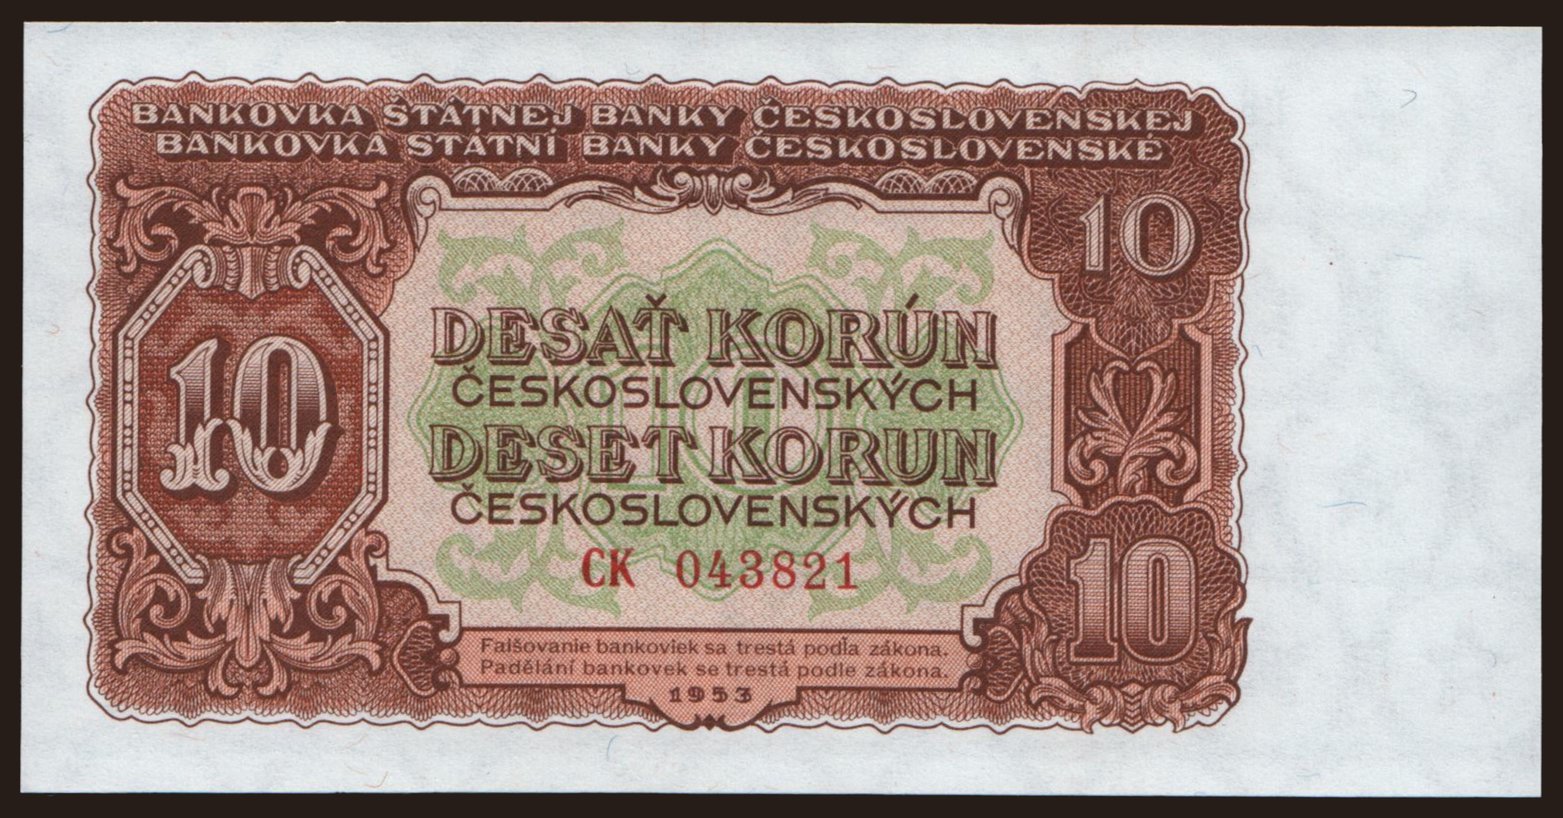 BANKOVKA ŠTÁTNEJ BANKY ČESKOSLOVENSKEJ
BANKOVKA STÁTNÍ BANKY ČESKOSLOVENSKÉ
10
10
DESAŤ KORÚN
ČESKOSLOVENSKÝCH
DESET KORUN
ČESKOSLOVENSKÝCH
10
CK 043821
10
Falšovanie bankoviek sa trestá podľa zákona.
Padělání bankovek se trestá podle zákona.
1953